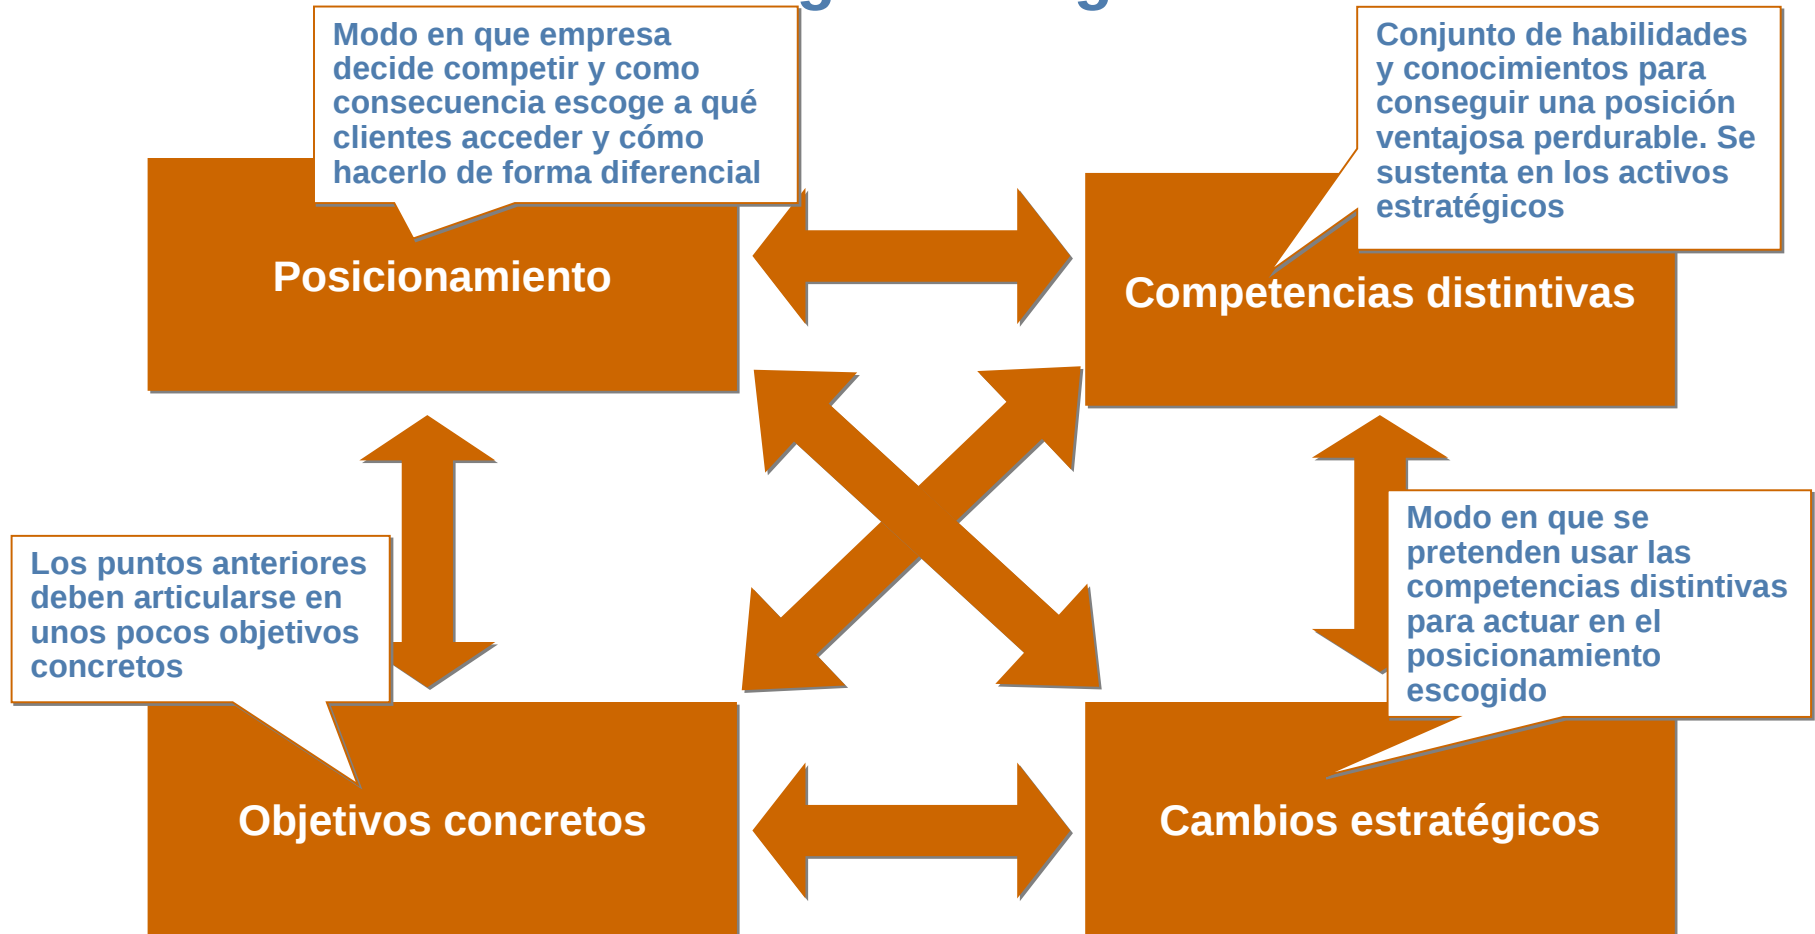 Modo en que empresa
decide competir y como
consecuencia escoge a qué
clientes acceder y cómo
hacerlo de forma diferencial
Conjunto de habilidades
y conocimientos para
conseguir una posición
ventajosa perdurable. Se
sustenta en los activos
estratégicos
Posicionamiento
Competencias distintivas
Los puntos anteriores
deben articularse en
unos pocos objetivos
concretos
Modo en que se
pretenden usar las
competencias distintivas
para actuar en el
posicionamiento
escogido
Objetivos concretos
Cambios estratégicos